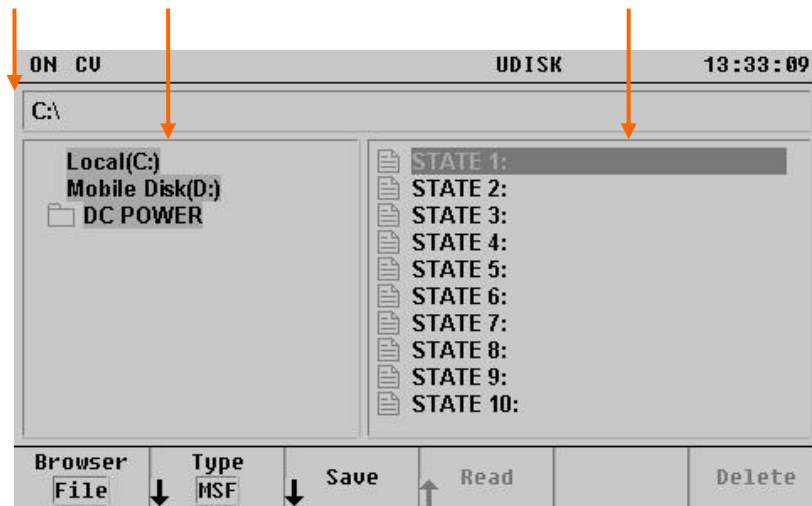 ON CV UDISK 13:33:09
C:\
Local(C:)
Mobile Disk(D:)
DC POWER
STATE 1:
STATE 2:
STATE 3:
STATE 4:
STATE 5:
STATE 6:
STATE 7:
STATE 8:
STATE 9:
STATE 10:
Browser Type Save Read Delete
File MSF